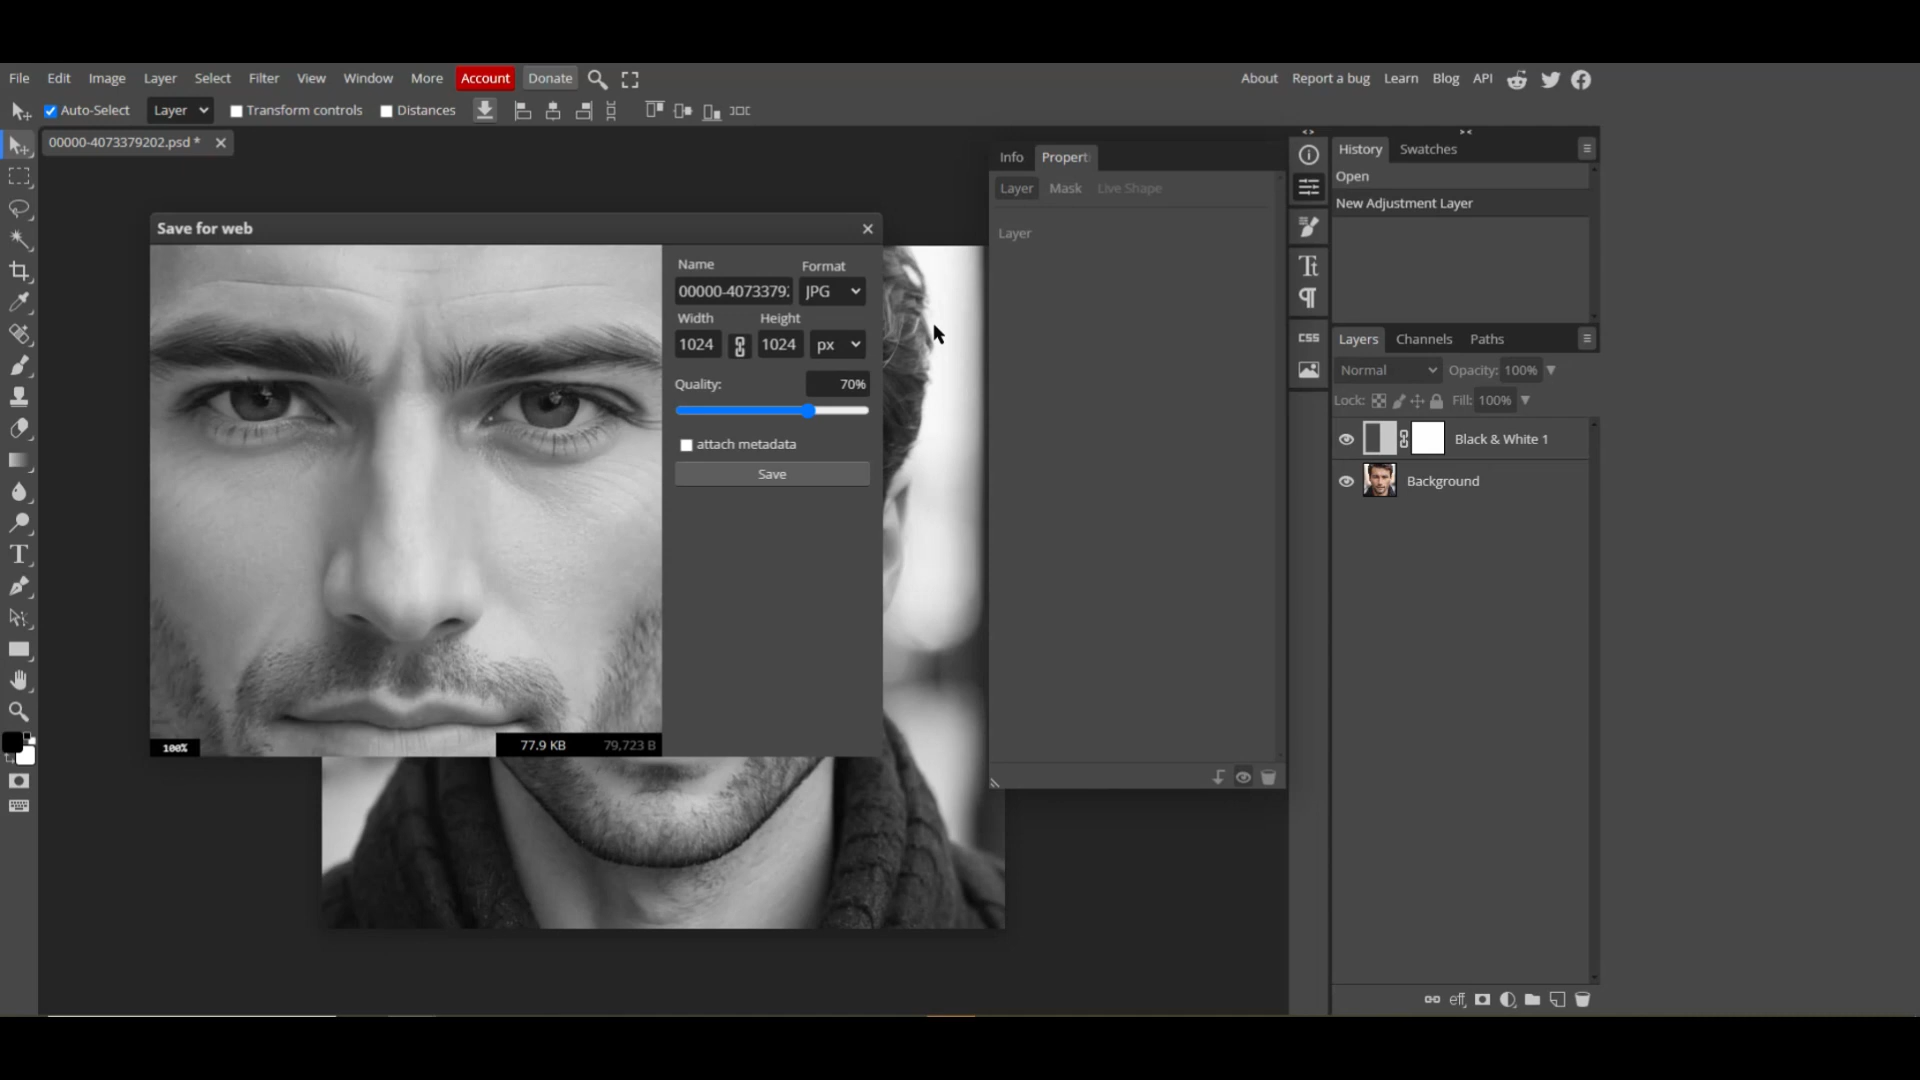 File Edit Image Layer Select Filter View Window More Account Donate
About Report a bug Learn Blog API
Auto-Select Layer Transform controls Distances
00000-4073379202.psd *
Save for web
Name
Format
00000-4073379
JPG
Width
Height
1024
1024
px
Quality:
70%
attach metadata
Save
100%
77.9 KB
79,723 B
Info
Propert
Layer
Mask
Live Shape
Layer
CSS
History
Swatches
Open
New Adjustment Layer
Layers
Channels
Paths
Normal
Opacity: 100%
Lock:
Fill: 100%
Black & White 1
Background
eff